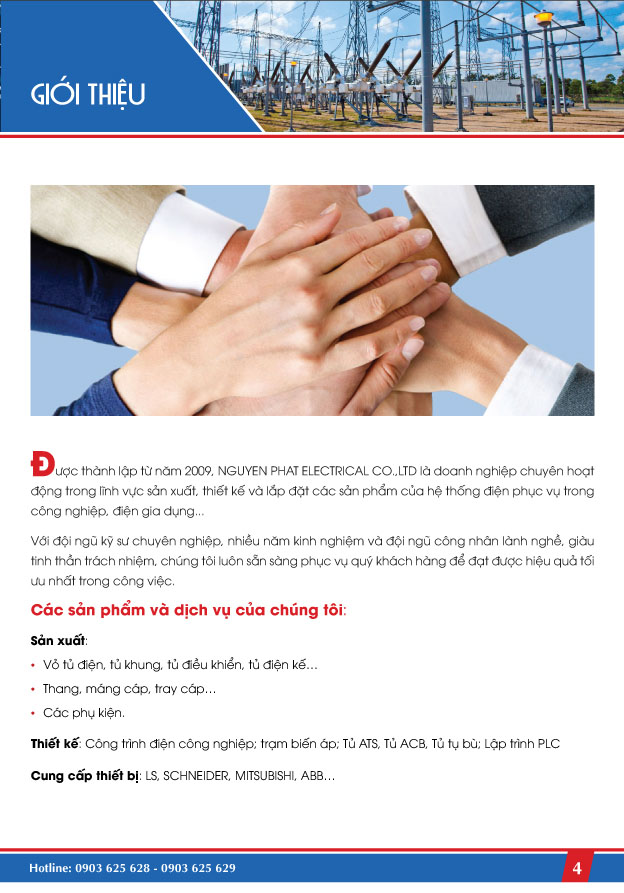 GIỚI THIỆU
Được thành lập từ năm 2009, NGUYEN PHAT ELECTRICAL CO.,LTD là doanh nghiệp chuyên hoạt
động trong lĩnh vực sản xuất, thiết kế và lắp đặt các sản phẩm của hệ thống điện phục vụ trong
công nghiệp, điện gia dụng...
Với đội ngũ kỹ sư chuyên nghiệp, nhiều năm kinh nghiệm và đội ngũ công nhân lành nghề, giàu
tinh thần trách nhiệm, chúng tôi luôn sẵn sàng phục vụ quý khách hàng để đạt được hiệu quả tối
ưu nhất trong công việc.
Các sản phẩm và dịch vụ của chúng tôi:
Sản xuất:
• Vỏ tủ điện, tủ khung, tủ điều khiển, tủ điện kế...
• Thang, máng cáp, tray cáp...
• Các phụ kiện.
Thiết kế: Công trình điện công nghiệp; trạm biến áp; Tủ ATS, Tủ ACB, Tủ tụ bù; Lập trình PLC
Cung cấp thiết bị: LS, SCHNEIDER, MITSUBISHI, ABB...
Hotline: 0903 625 628 - 0903 625 629
4